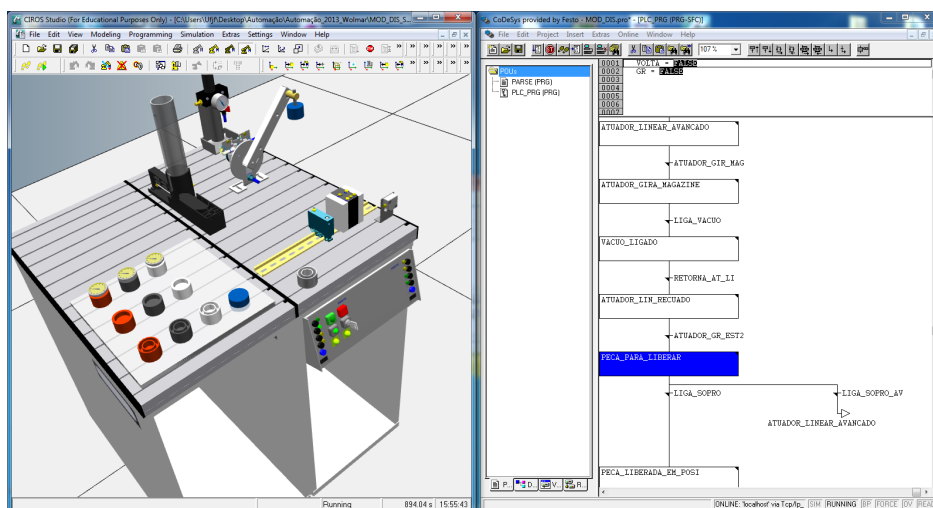 CIROS Studio (For Educational Purposes Only) - [C:\Users\Ufjf\Desktop\Automação\Automação_2013_Wolmar\MOD_DIS_S...
File Edit View Modeling Programming Simulation Extras Settings Window Help
Running 894.04 s 15:55:43
CoDeSys provided by Festo - MOD_DIS.pro* - [PLC_PRG (PRG-SFC)]
File Edit Project Insert Extras Online Window Help
107 %
POUs
PARSE (PRG)
PLC_PRG (PRG)
P... D... V... R...
0001 VOLTA = FALSE
0002 GR = FALSE
0003
0004
0005
0006
0007
ATUADOR_LINEAR_AVANCADO
ATUADOR_GIR_MAG
ATUADOR_GIRA_MAGAZINE
LIGA_VACUO
VACUO_LIGADO
RETORNA_AT_LI
ATUADOR_LIN_RECUADO
ATUADOR_GR_EST2
PECA_PARA_LIBERAR
LIGA_SOPRO LIGA_SOPRO_AV
ATUADOR_LINEAR_AVANCADO
PECA_LIBERADA_EM_POSI
ONLINE: 'localhost' via Tcp/Ip_ SIM RUNNING BP FORCE OV READ